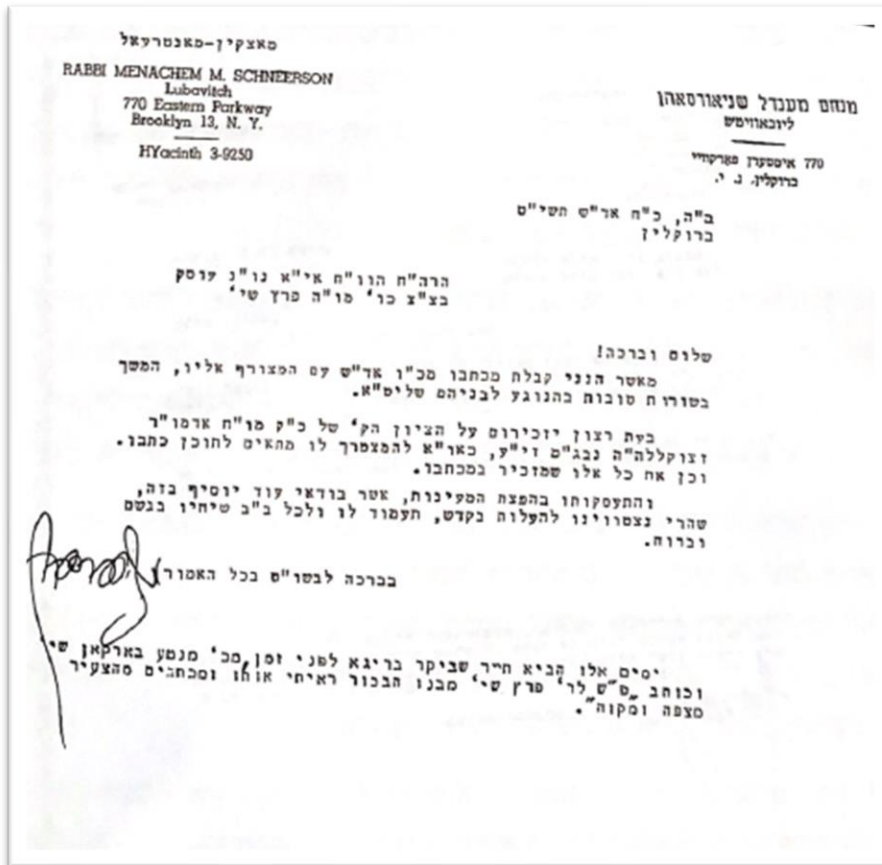 מאצקין-מאנטרעאל
RABBI MENACHEM M. SCHNEERSON
Lubavitch
770 Eastern Parkway
Brooklyn 13, N. Y.
HYacinth 3-9250
מנחם מענדל שניאורסאהן
ליובאוויטש
770 איסטערן פארקוויי
ברוקלין, נ. י.
ב"ה, כ"ח אד"ש תשי"ט
ברוקלין
הרה"ח הוו"ח אי"א נו"נ עוסק
בצ"צ כו' מו"ה פרץ שי'
שלום וברכה!
מאשר הנני קבלת מכתבו מכ"ו אד"ש עם המצורף אליו, המשך
בשורות טובות בהנוגע לבניהם שליט"א.
בעת רצון יזכירום על הציון הק' של כ"ק מו"ח אדמו"ר
זצוקללה"ה נבג"מ זי"ע, כאו"א להמצטרך לו מתאים לתוכן כתבו.
וכן את כל אלו שמזכיר במכתבו.
והתעסקותו בהפצת המעינות, אשר בודאי עוד יוסיף בזה,
שהרי נצטווינו להעלות בקדש, תעמוד לו ולכל ב"ב שיחיו בגשם
וברוח.
בברכה לבשו"ט בכל האמור
ימים אלו הביא תייר שביקר בריגא לפני זמן מכ' מנטע בארקאן שי'
וכותב "פ"ש לר' פרץ שי' מבנו הבכור ראיתי אותו ומכתבים מהצעיר
מצפה ומקוה".